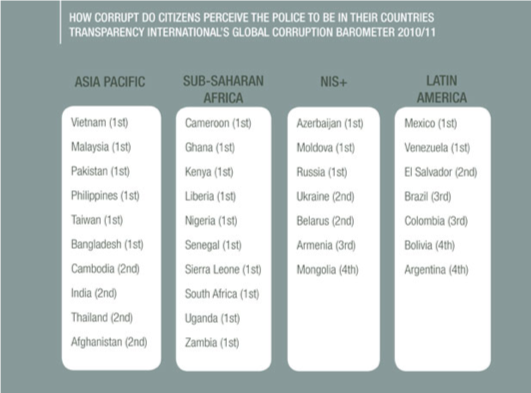 HOW CORRUPT DO CITIZENS PERCEIVE THE POLICE TO BE IN THEIR COUNTRIES
TRANSPARENCY INTERNATIONAL'S GLOBAL CORRUPTION BAROMETER 2010/11
ASIA PACIFIC
Vietnam (1st)
Malaysia (1st)
Pakistan (1st)
Philippines (1st)
Taiwan (1st)
Bangladesh (1st)
Cambodia (2nd)
India (2nd)
Thailand (2nd)
Afghanistan (2nd)
SUB-SAHARAN
AFRICA
Cameroon (1st)
Ghana (1st)
Kenya (1st)
Liberia (1st)
Nigeria (1st)
Senegal (1st)
Sierra Leone (1st)
South Africa (1st)
Uganda (1st)
Zambia (1st)
NIS+
Azerbaijan (1st)
Moldova (1st)
Russia (1st)
Ukraine (2nd)
Belarus (2nd)
Armenia (3rd)
Mongolia (4th)
LATIN
AMERICA
Mexico (1st)
Venezuela (1st)
El Salvador (2nd)
Brazil (3rd)
Colombia (3rd)
Bolivia (4th)
Argentina (4th)